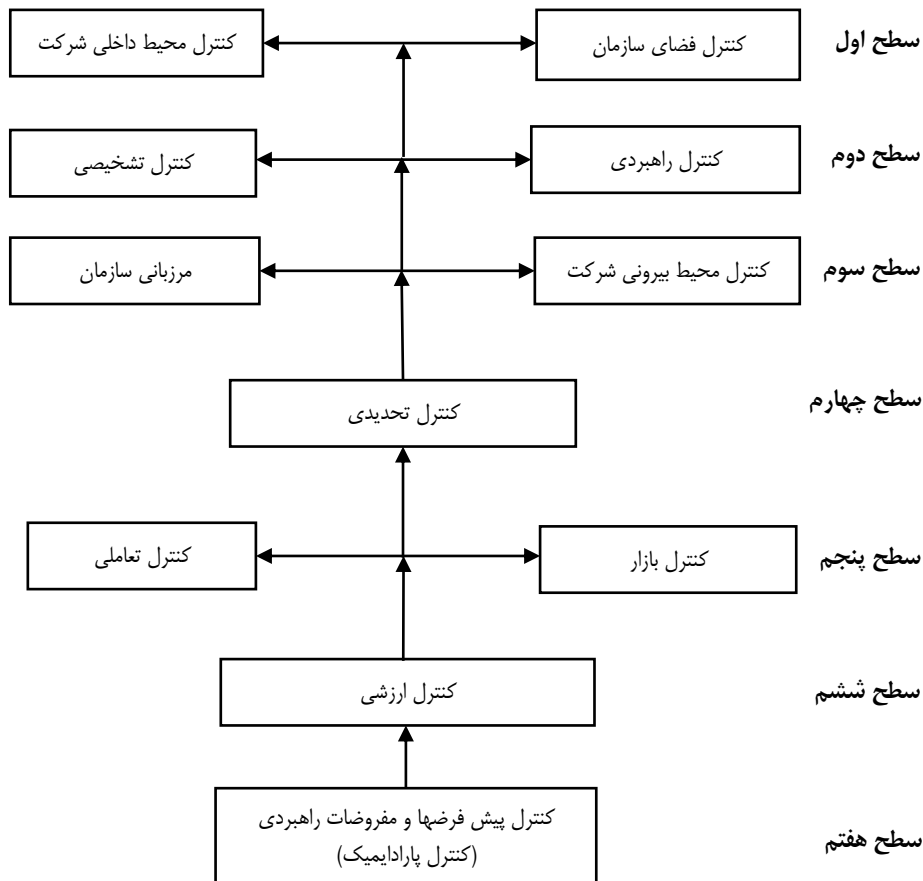 سطح اول
کنترل فضای سازمان
کنترل محیط داخلی شرکت
سطح دوم
کنترل راهبردی
کنترل تشخیصی
سطح سوم
کنترل محیط بیرونی شرکت
مرزبانی سازمان
سطح چهارم
کنترل تحدیدی
سطح پنجم
کنترل بازار
کنترل تعاملی
سطح ششم
کنترل ارزشی
سطح هفتم
کنترل پیش فرضها و مفروضات راهبردی
(کنترل پارادایمیک)